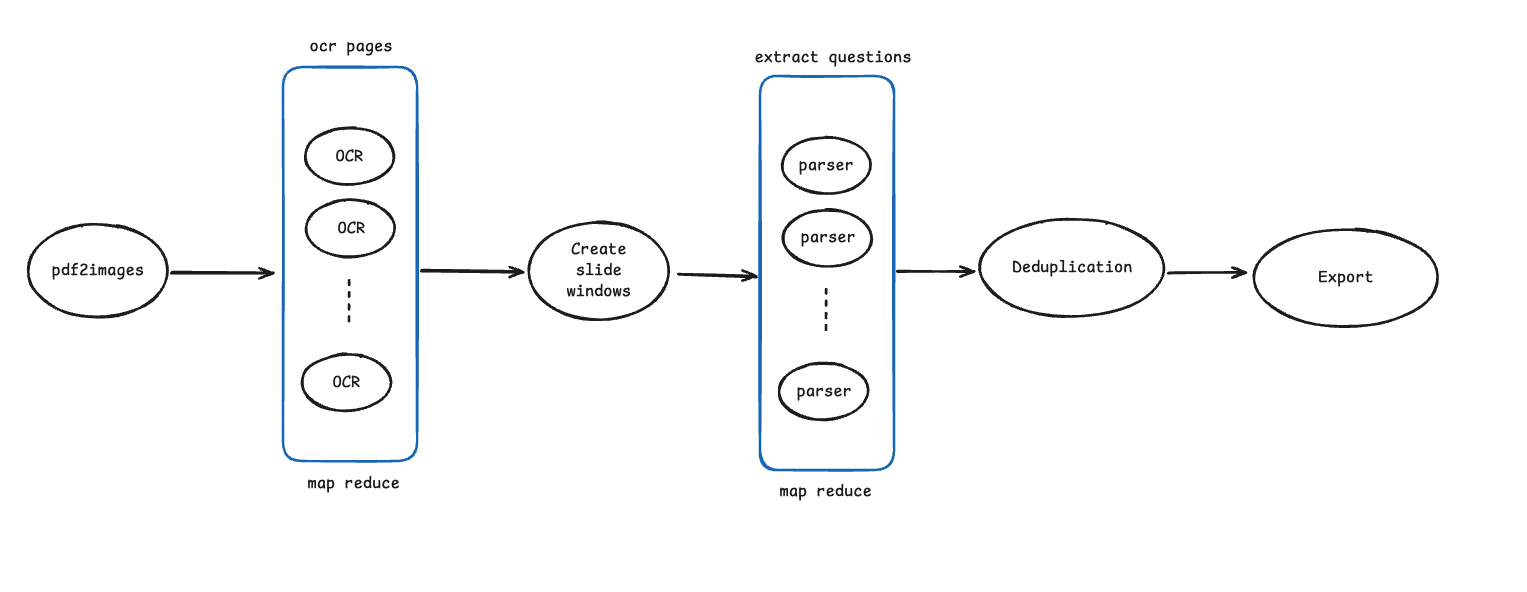 pdf2images
ocr pages
OCR
OCR
OCR
map reduce
Create
slide
windows
extract questions
parser
parser
parser
map reduce
Deduplication
Export